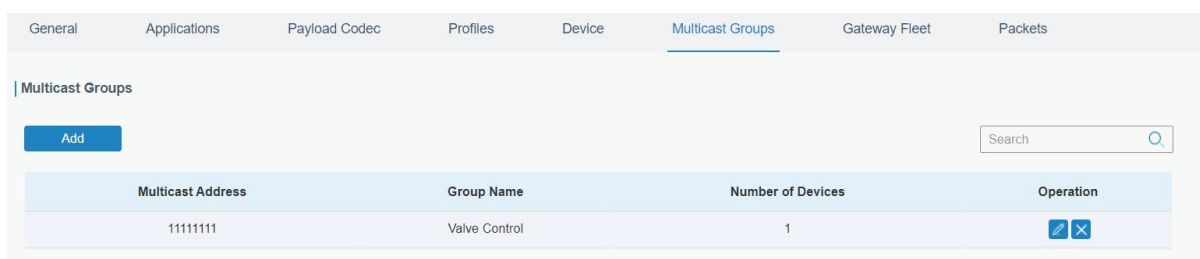 General Applications Payload Codec Profiles Device Multicast Groups Gateway Fleet Packets
Multicast Groups
Add Search
Multicast Address Group Name Number of Devices Operation
11111111 Valve Control 1